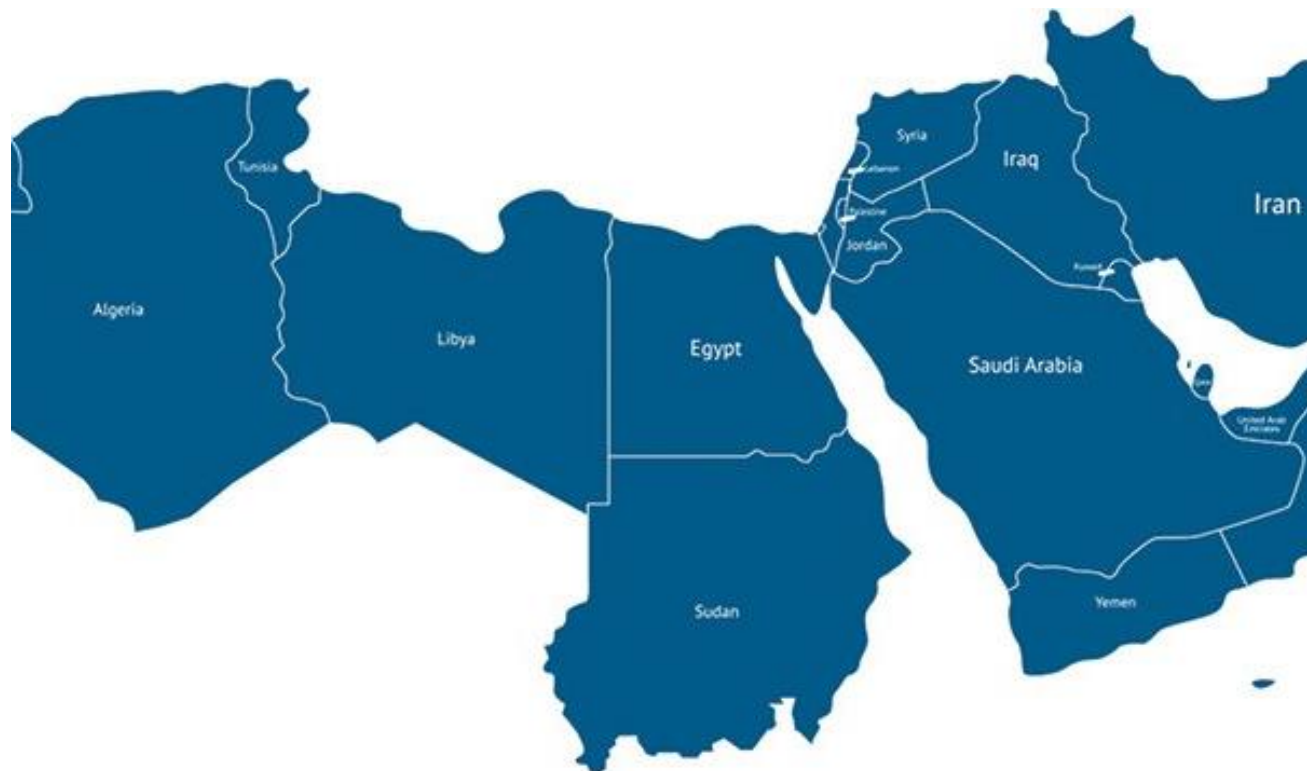 Syria
Iraq
Tunisia
Lebanon
Iran
Palestine
Jordan
Kuwait
Algeria
Libya
Egypt
Saudi Arabia
Qatar
United Arab
Emirates
Yemen
Sudan